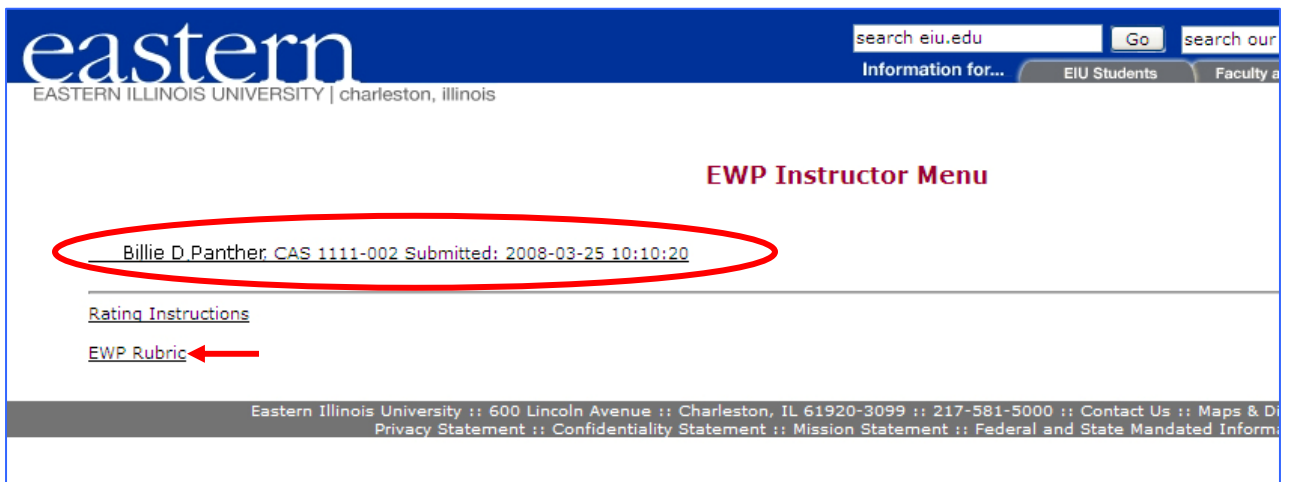 eastern
EASTERN ILLINOIS UNIVERSITY | charleston, illinois
search eiu.edu Go search our
Information for... EIU Students Faculty a
EWP Instructor Menu
Billie D.Panther, CAS 1111-002 Submitted: 2008-03-25 10:10:20
Rating Instructions
EWP Rubric
Eastern Illinois University :: 600 Lincoln Avenue :: Charleston, IL 61920-3099 :: 217-581-5000 :: Contact Us :: Maps & Di
Privacy Statement :: Confidentiality Statement :: Mission Statement :: Federal and State Mandated Informa